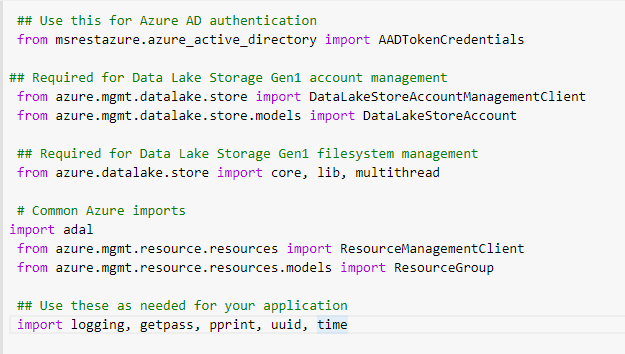 ## Use this for Azure AD authentication
from msrestazure.azure_active_directory import AADTokenCredentials
## Required for Data Lake Storage Gen1 account management
from azure.mgmt.datalake.store import DataLakeStoreAccountManagementClient
from azure.mgmt.datalake.store.models import DataLakeStoreAccount
## Required for Data Lake Storage Gen1 filesystem management
from azure.datalake.store import core, lib, multithread
# Common Azure imports
import adal
from azure.mgmt.resource.resources import ResourceManagementClient
from azure.mgmt.resource.resources.models import ResourceGroup
## Use these as needed for your application
import logging, getpass, pprint, uuid, time